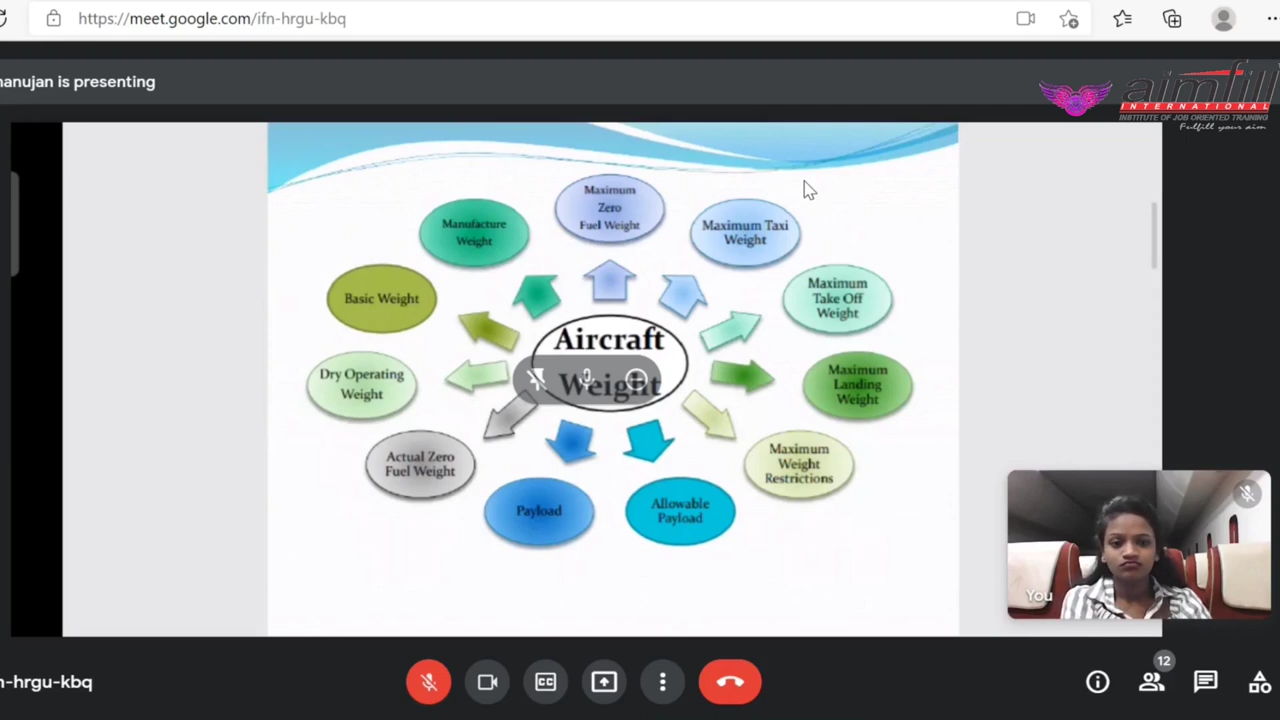 https://meet.google.com/ifn-hrgu-kbq
nanujan is presenting
aimfill
INTERNATIONAL
INSTITUTE OF JOB ORIENTED TRAINING
Fulfill your aim
Maximum
Zero
Fuel Weight
Manufacture
Weight
Maximum Taxi
Weight
Basic Weight
Maximum
Take Off
Weight
Aircraft
Weight
Dry Operating
Weight
Maximum
Landing
Weight
Actual Zero
Fuel Weight
Maximum
Weight
Restrictions
Payload
Allowable
Payload
You
n-hrgu-kbq
CC
12